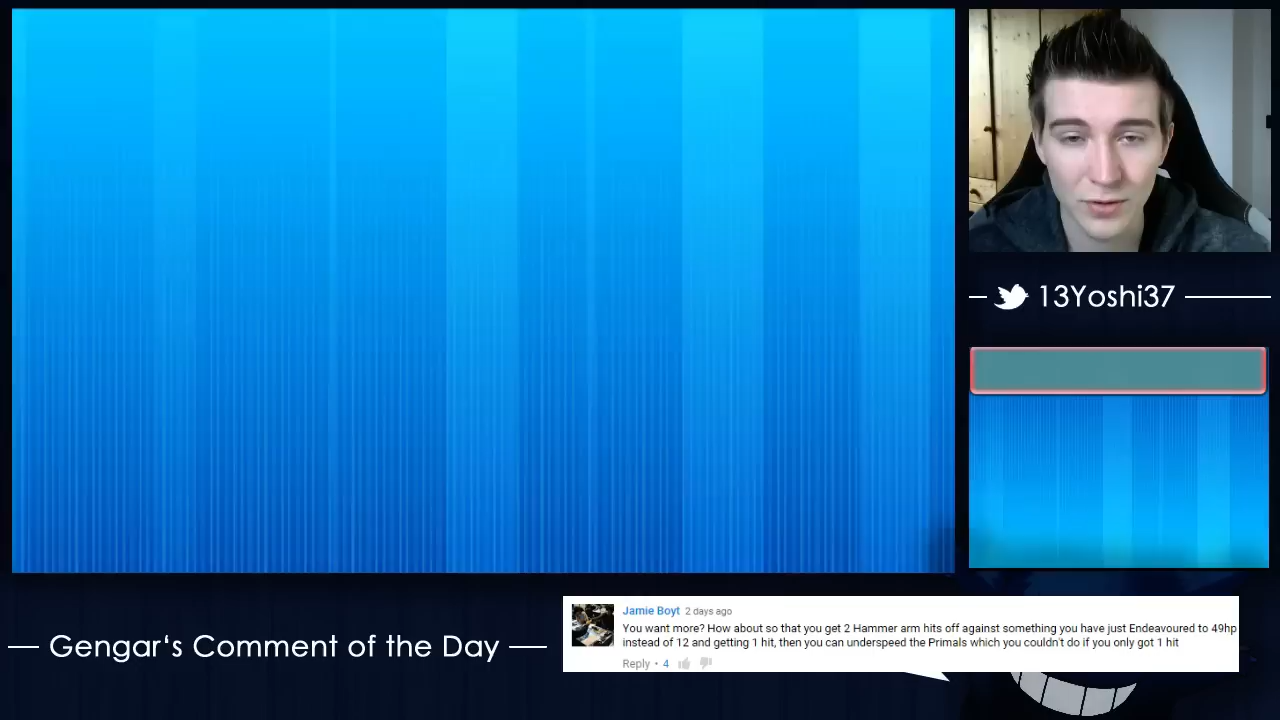 13Yoshi37
Gengar‘s Comment of the Day
Jamie Boyt 2 days ago
You want more? How about so that you get 2 Hammer arm hits off against something you have just Endeavoured to 49hp
instead of 12 and getting 1 hit, then you can underspeed the Primals which you couldn't do if you only got 1 hit
Reply • 4